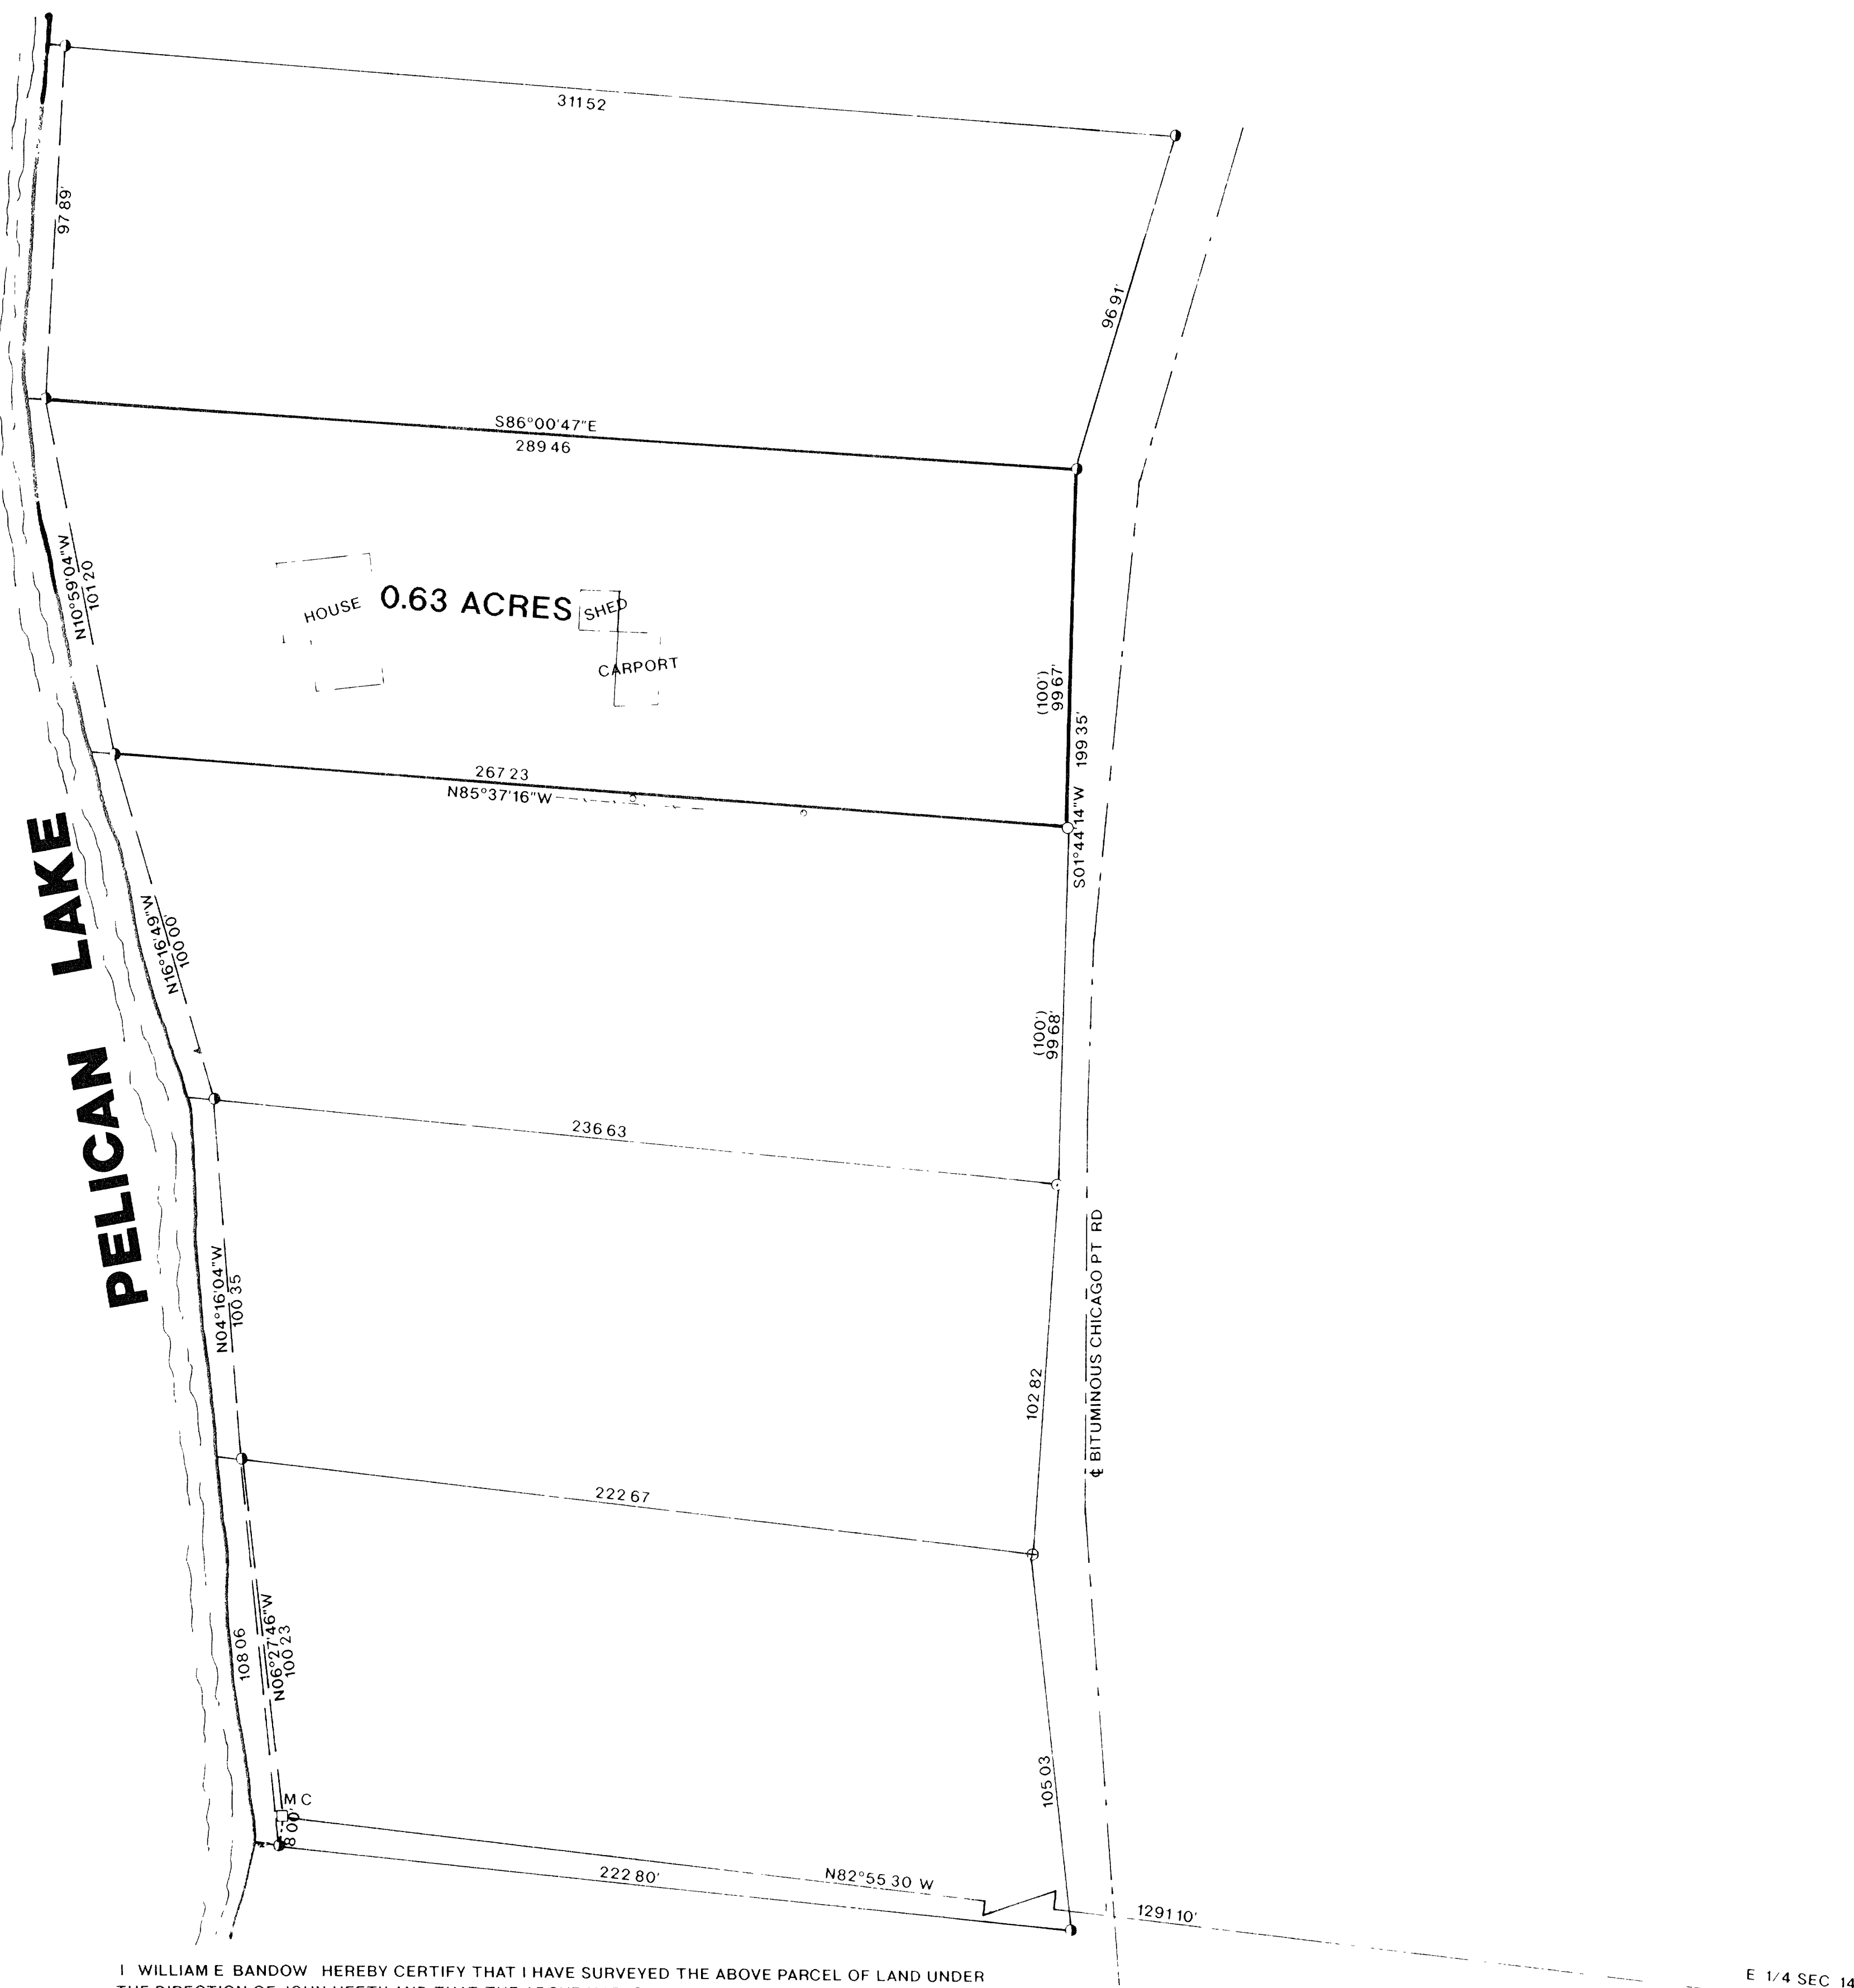 31152
97 89'
96 91'
S86°00'47"E
289 46
N10°59'04"W
101 20
HOUSE
0.63 ACRES
SHED
CARPORT
(100')
99 67'
199 35'
S01°44 14"W
267 23
N85°37'16"W
PELICAN LAKE
N16°16'49"W
100 00'
(100')
99 68'
236 63
N04°16'04"W
100 35
¢ BITUMINOUS CHICAGO PT RD
102 82
222 67
108 06
N06°27'46"W
100 23
105 03
M C
8 00'
N82°55 30 W
222 80'
1291 10'
I WILLIAM E BANDOW HEREBY CERTIFY THAT I HAVE SURVEYED THE ABOVE PARCEL OF LAND UNDER
E 1/4 SEC 14